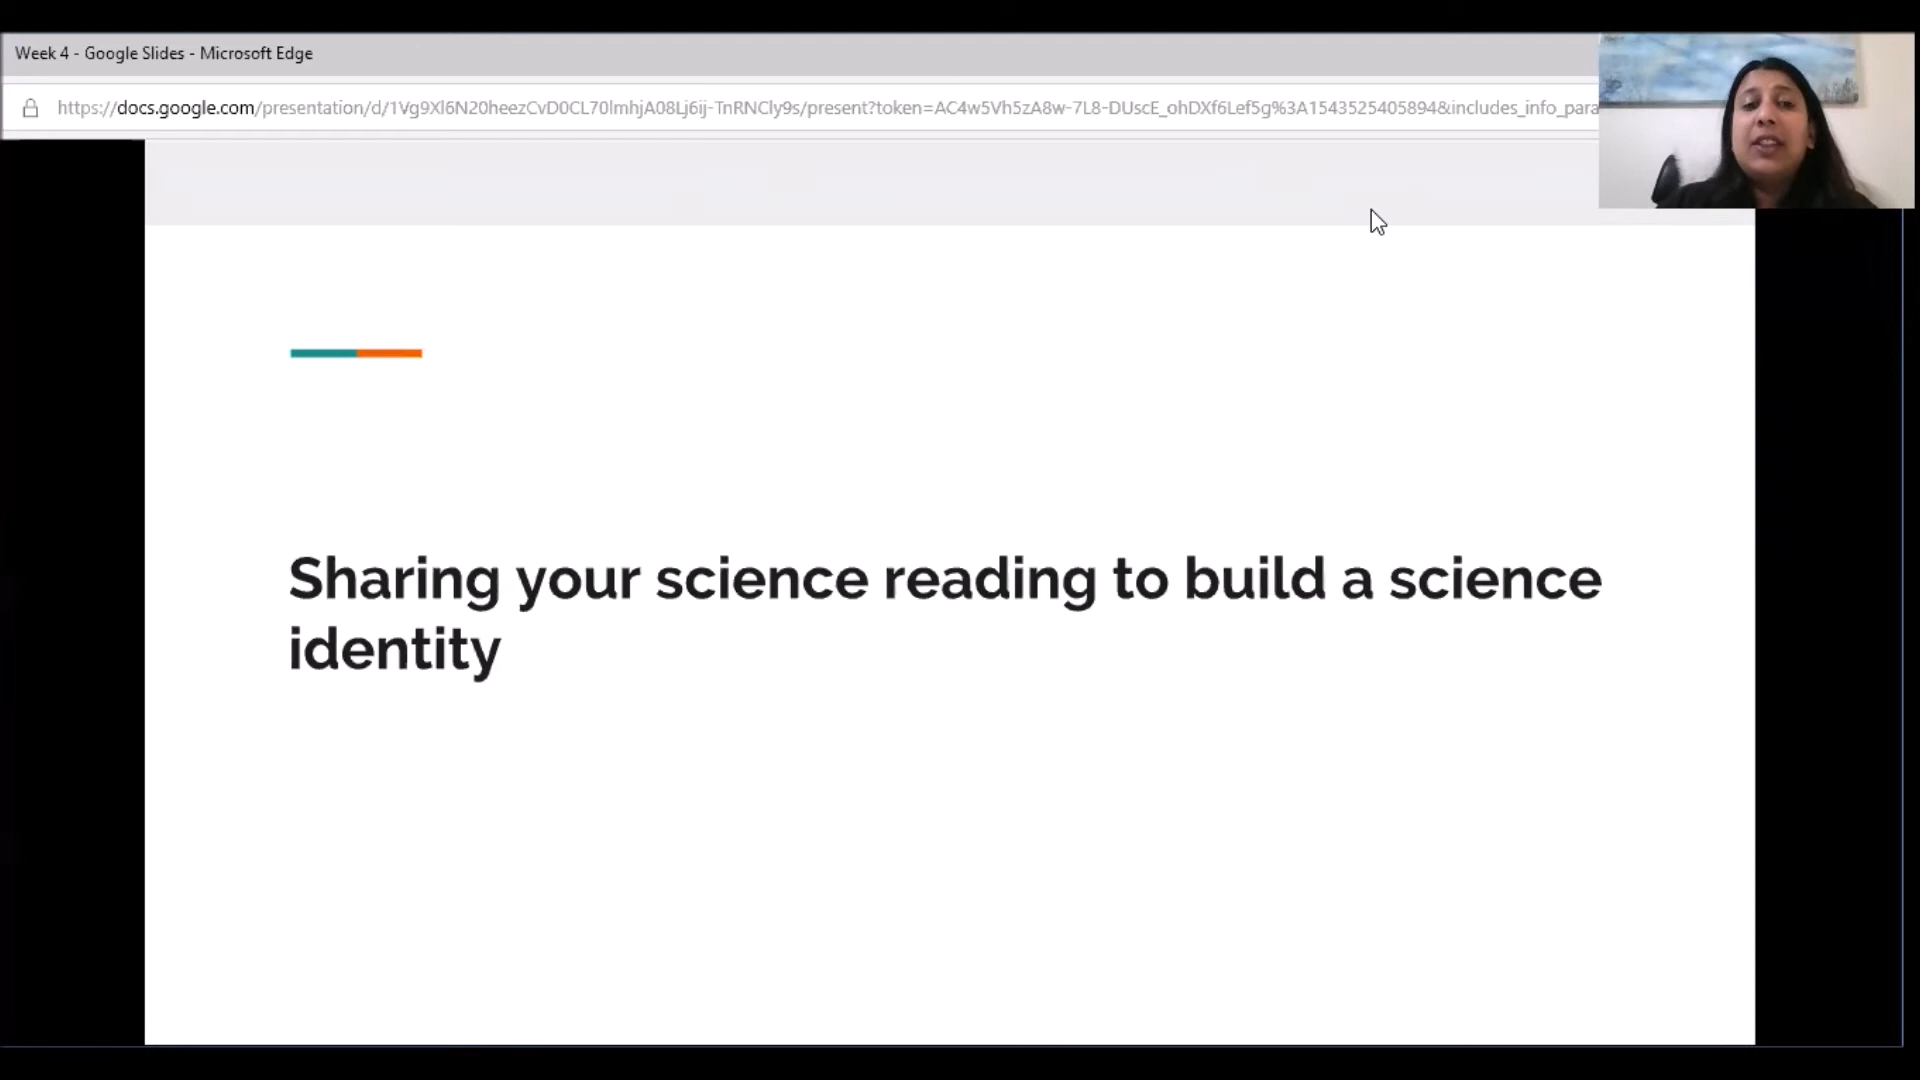 Week 4 - Google Slides - Microsoft Edge
https://docs.google.com/presentation/d/1Vg9Xl6N20heezCvD0CL70lmhjA08Lj6ij-TnRNCly9s/present?token=AC4w5Vh5zA8w-7L8-DUscE_ohDXf6Lef5g%3A1543525405894&includes_info_para
Sharing your science reading to build a science
identity